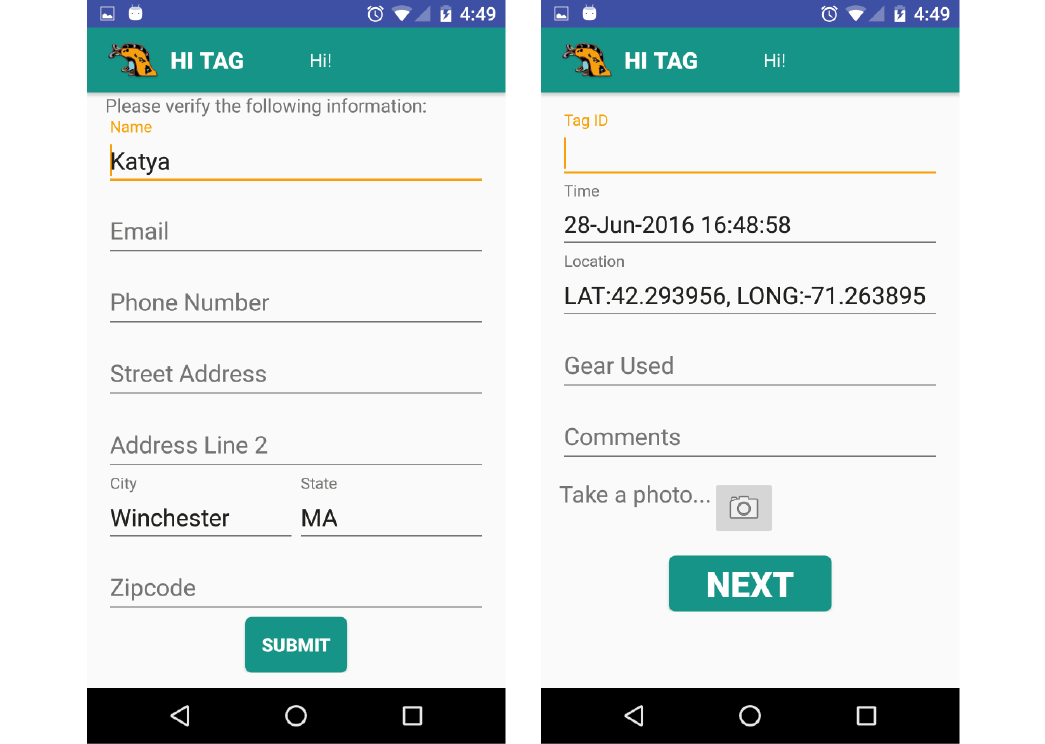 4:49
HI TAG Hi!
Please verify the following information:
Name
Katya
Email
Phone Number
Street Address
Address Line 2
City State
Winchester MA
Zipcode
SUBMIT
4:49
HI TAG Hi!
Tag ID
Time
28-Jun-2016 16:48:58
Location
LAT:42.293956, LONG:-71.263895
Gear Used
Comments
Take a photo...
NEXT